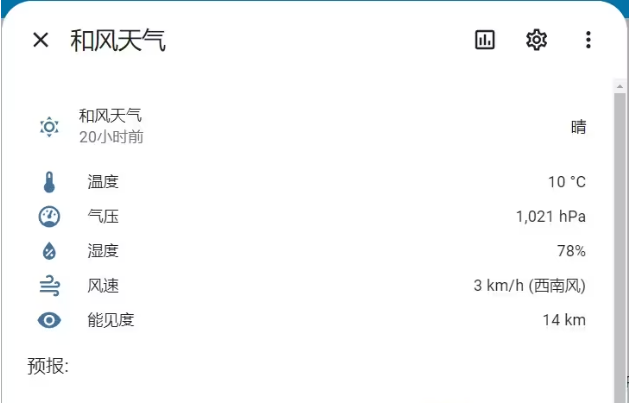 和风天气
和风天气
20小时前
晴
温度 10 °C
气压 1,021 hPa
湿度 78%
风速 3 km/h (西南风)
能见度 14 km
预报: